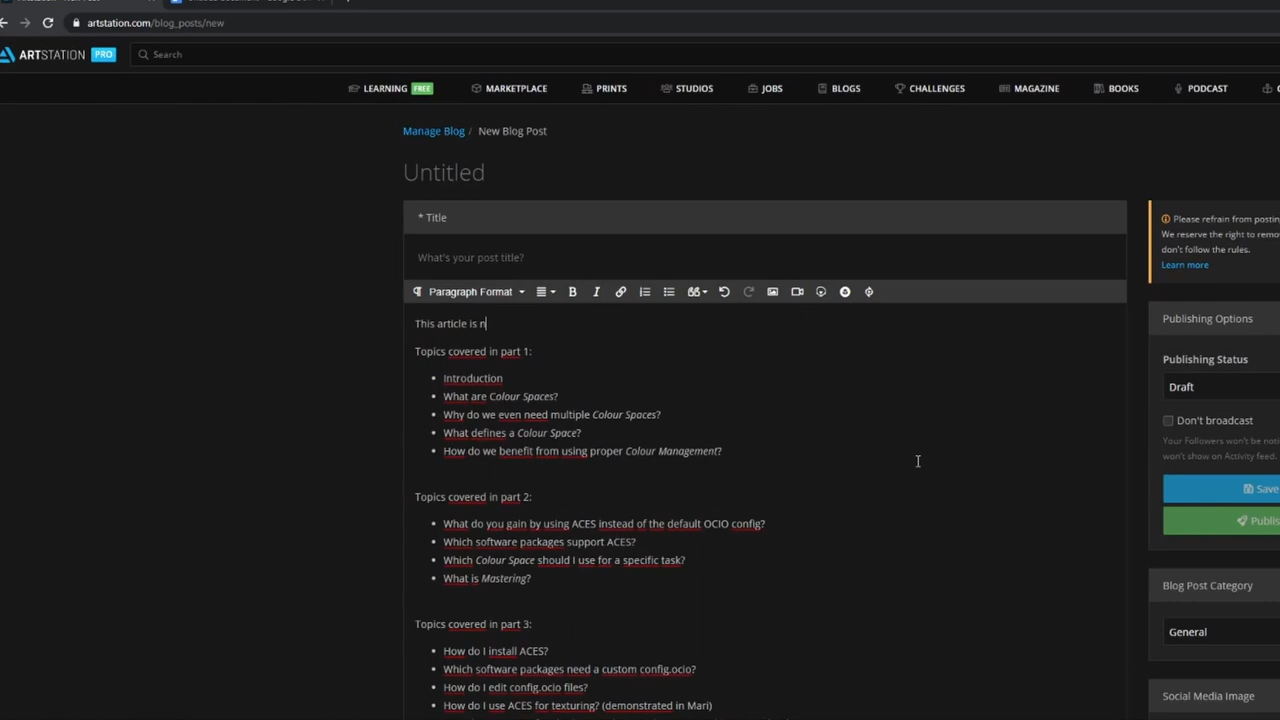 artstation.com/blog_posts/new
ARTSTATION PRO Search
LEARNING FREE MARKETPLACE PRINTS STUDIOS JOBS BLOGS CHALLENGES MAGAZINE BOOKS PODCAST
Manage Blog / New Blog Post
Untitled
* Title
What's your post title?
Paragraph Format
This article is n
Topics covered in part 1:
• Introduction
• What are Colour Spaces?
• Why do we even need multiple Colour Spaces?
• What defines a Colour Space?
• How do we benefit from using proper Colour Management?
Topics covered in part 2:
• What do you gain by using ACES instead of the default OCIO config?
• Which software packages support ACES?
• Which Colour Space should I use for a specific task?
• What is Mastering?
Topics covered in part 3:
• How do I install ACES?
• Which software packages need a custom config.ocio?
• How do I edit config.ocio files?
• How do I use ACES for texturing? (demonstrated in Mari)
Please refrain from postin
We reserve the right to remo
don't follow the rules.
Learn more
Publishing Options
Publishing Status
Draft
Don't broadcast
Your Followers won't be noti
won't show on Activity feed.
Save
Publis
Blog Post Category
General
Social Media Image